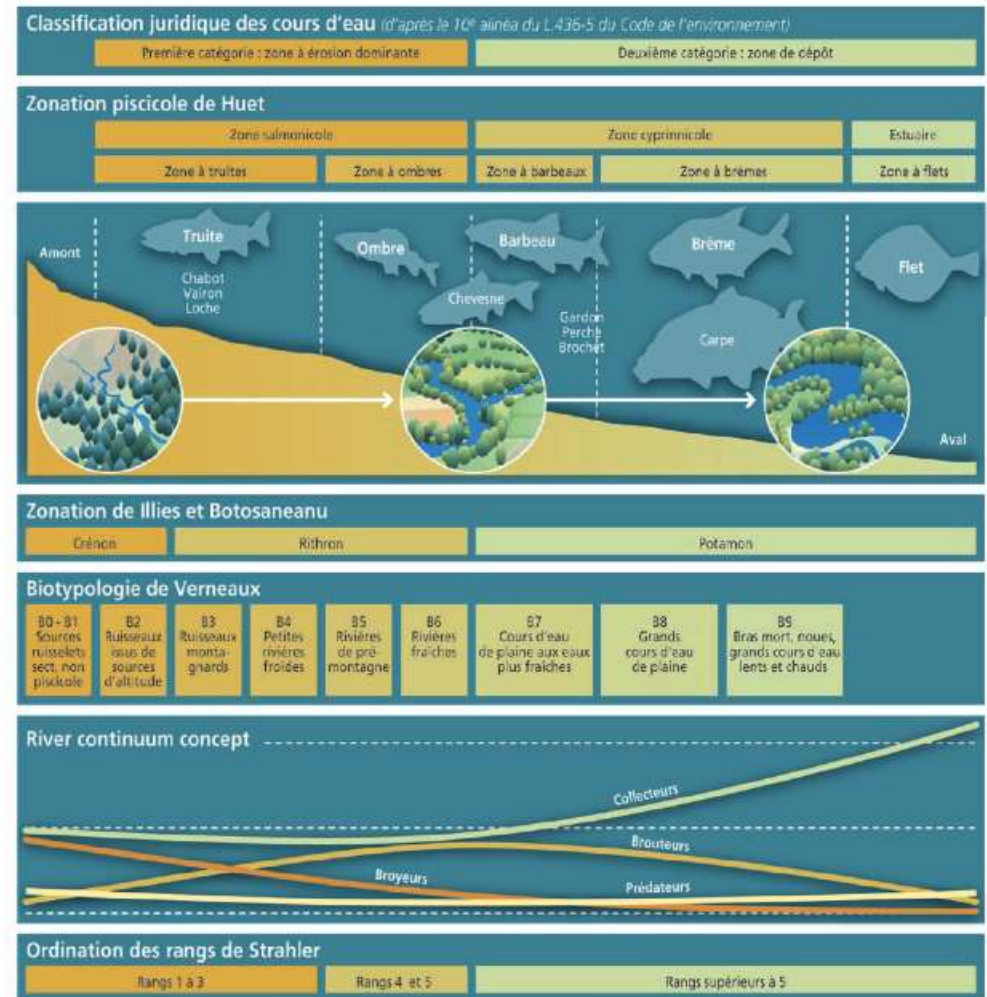 Classification juridique des cours d'eau (d'après le 10e alinéa du L.436-5 du Code de l'environnement)
Première catégorie : zone à érosion dominante
Deuxième catégorie : zone de dépôt
Zonation piscicole de Huet
Zone salmonicole
Zone cyprinnicole
Estuaire
Zone à truites
Zone à ombres
Zone à barbeaux
Zone à brèmes
Zone à flets
Amont
Truite
Chabot
Vairon
Loche
Ombre
Barbeau
Chevesne
Gardon
Perche
Brochet
Brème
Carpe
Flet
Aval
Zonation de Illies et Botosaneanu
Crénon
Rithron
Potamon
Biotypologie de Verneaux
B0 - B1
Sources
ruisselets
sect. non
piscicole
B2
Ruisseaux
issus de
sources
d'altitude
B3
Ruisseaux
monta-
gnards
B4
Petites
rivières
froides
B5
Rivières
de pré-
montagne
B6
Rivières
fraîches
B7
Cours d'eau
de plaine aux eaux
plus fraîches
B8
Grands
cours d'eau
de plaine
B9
Bras mort, noues,
grands cours d'eau
lents et chauds
River continuum concept
Collecteurs
Brouteurs
Broyeurs
Prédateurs
Ordination des rangs de Strahler
Rangs 1 à 3
Rangs 4 et 5
Rangs supérieurs à 5